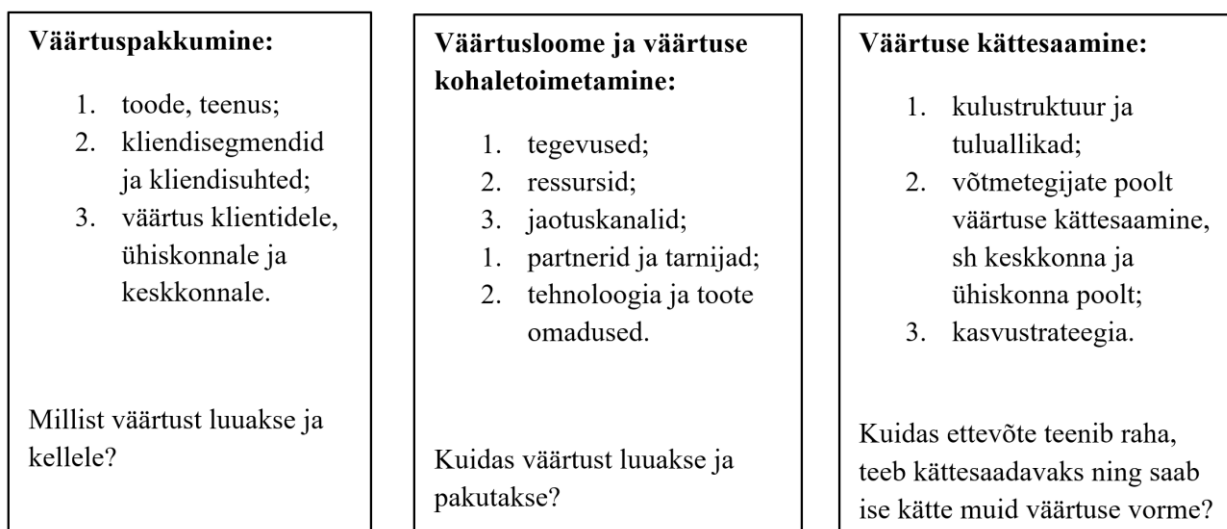 Väärtuspakkumine:
1. toode, teenus;
2. kliendisegmendid
ja kliendisuhted;
3. väärtus klientidele,
ühiskonnale ja
keskkonnale.
Millist väärtust luuakse ja
kellele?
Väärtusloome ja väärtuse
kohaletoimetamine:
1. tegevused;
2. ressursid;
3. jaotuskanalid;
1. partnerid ja tarnijad;
2. tehnoloogia ja toote
omadused.
Kuidas väärtust luuakse ja
pakutakse?
Väärtuse kättesaamine:
1. kulustruktuur ja
tuluallikad;
2. võtmetegijate poolt
väärtuse kättesaamine,
sh keskkonna ja
ühiskonna poolt;
3. kasvustrateegia.
Kuidas ettevõte teenib raha,
teeb kättesaadavaks ning saab
ise kätte muid väärtuse vorme?